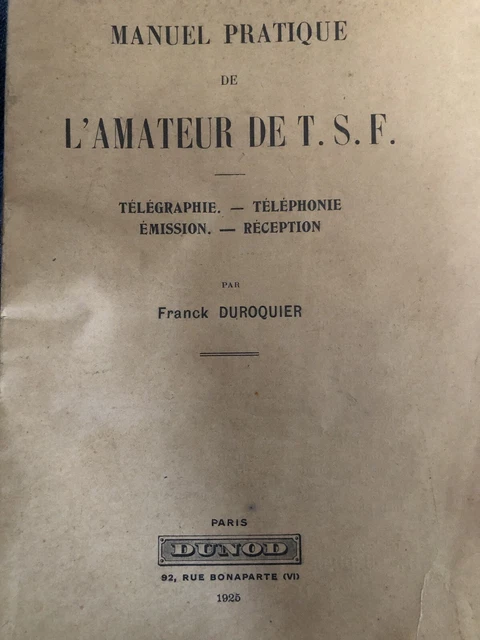 MANUEL PRATIQUE
DE
L'AMATEUR DE T. S. F.
TÉLÉGRAPHIE. — TÉLÉPHONIE
ÉMISSION. — RÉCEPTION
PAR
Franck DUROQUIER
PARIS
DUNOD
92, RUE BONAPARTE (VI)
1925